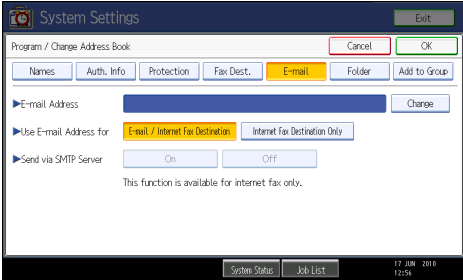 System Settings Exit
Program / Change Address Book Cancel OK
Names Auth. Info Protection Fax Dest. E-mail Folder Add to Group
▶E-mail Address Change
▶Use E-mail Address for E-mail / Internet Fax Destination Internet Fax Destination Only
▶Send via SMTP Server On Off
This function is available for internet fax only.
System Status Job List 17 JUN 2010
12:56